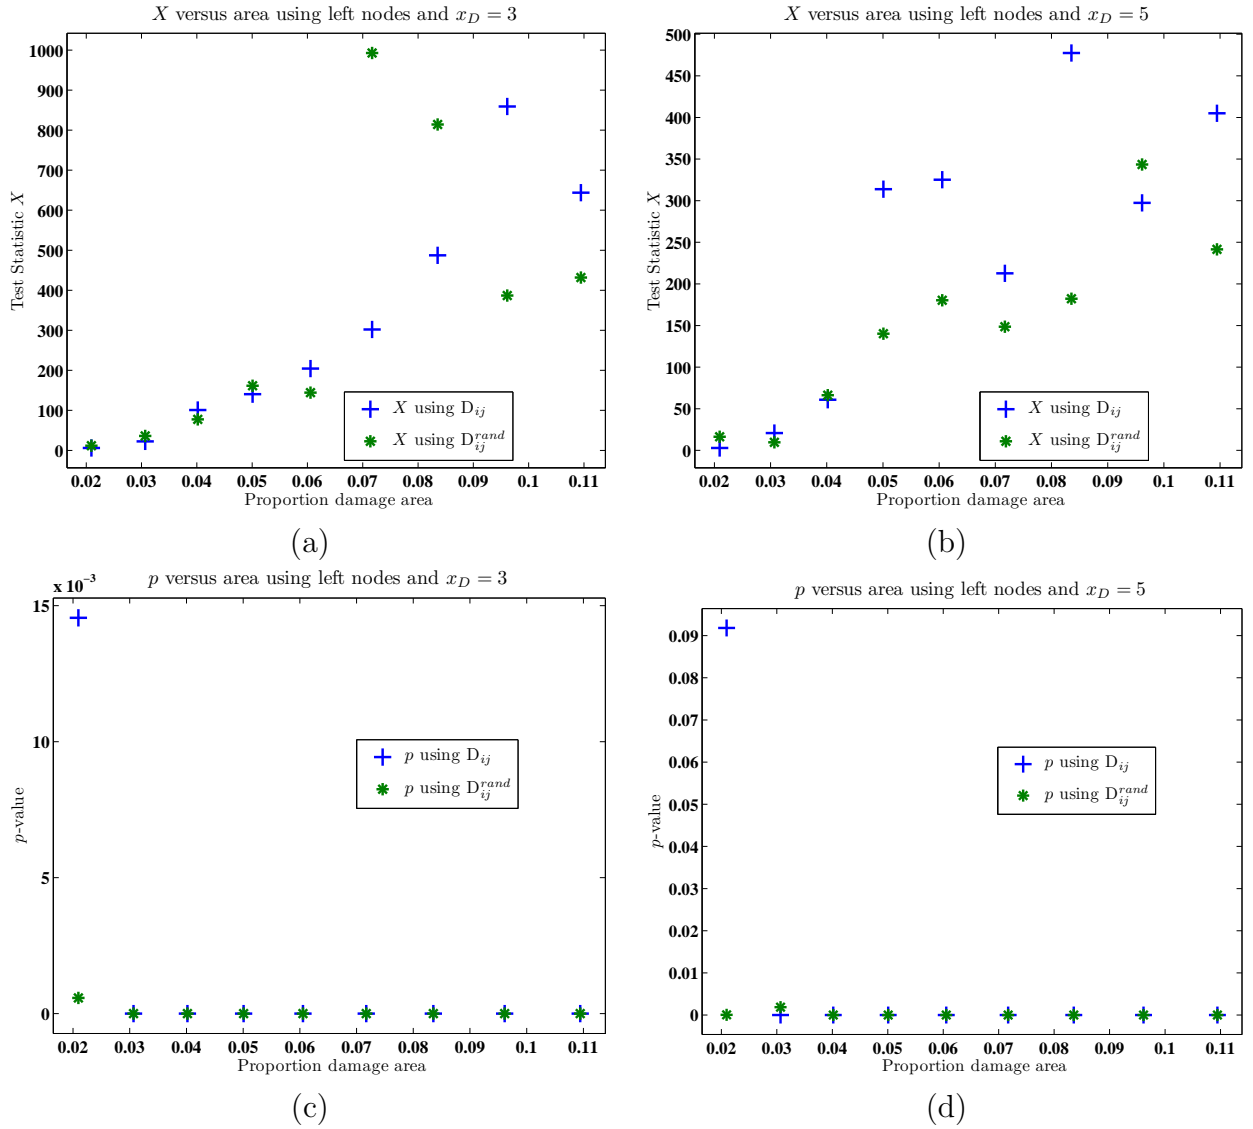 X versus area using left nodes and x_D = 3
1000
900
800
700
600
500
400
300
200
100
0
Test Statistic X
X using D_ij
X using D_ij^rand
0.02 0.03 0.04 0.05 0.06 0.07 0.08 0.09 0.1 0.11
Proportion damage area
(a)
X versus area using left nodes and x_D = 5
500
450
400
350
300
250
200
150
100
50
0
Test Statistic X
X using D_ij
X using D_ij^rand
0.02 0.03 0.04 0.05 0.06 0.07 0.08 0.09 0.1 0.11
Proportion damage area
(b)
p versus area using left nodes and x_D = 3
x 10^-3
15
10
5
0
p-value
p using D_ij
p using D_ij^rand
0.02 0.03 0.04 0.05 0.06 0.07 0.08 0.09 0.1 0.11
Proportion damage area
(c)
p versus area using left nodes and x_D = 5
0.09
0.08
0.07
0.06
0.05
0.04
0.03
0.02
0.01
0
p-value
p using D_ij
p using D_ij^rand
0.02 0.03 0.04 0.05 0.06 0.07 0.08 0.09 0.1 0.11
Proportion damage area
(d)